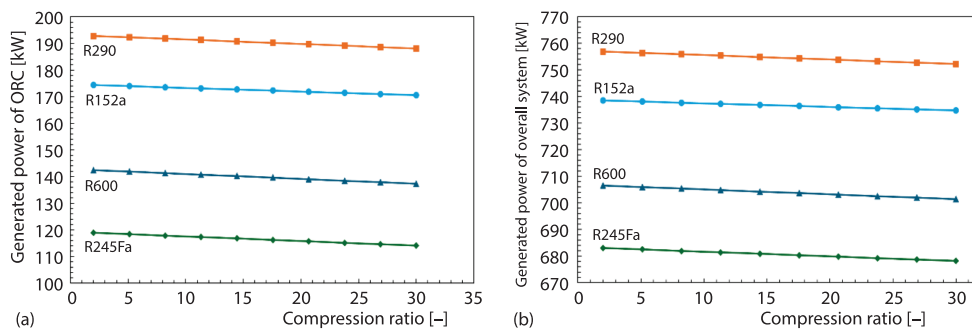 Generated power of ORC [kW]
200
190
180
170
160
150
140
130
120
110
100
R290
R152a
R600
R245Fa
0 5 10 15 20 25 30 35
(a)
Compression ratio [–]
Generated power of overall system [kW]
770
760
750
740
730
720
710
700
690
680
670
R290
R152a
R600
R245Fa
0 5 10 15 20 25 30
(b)
Compression ratio [–]